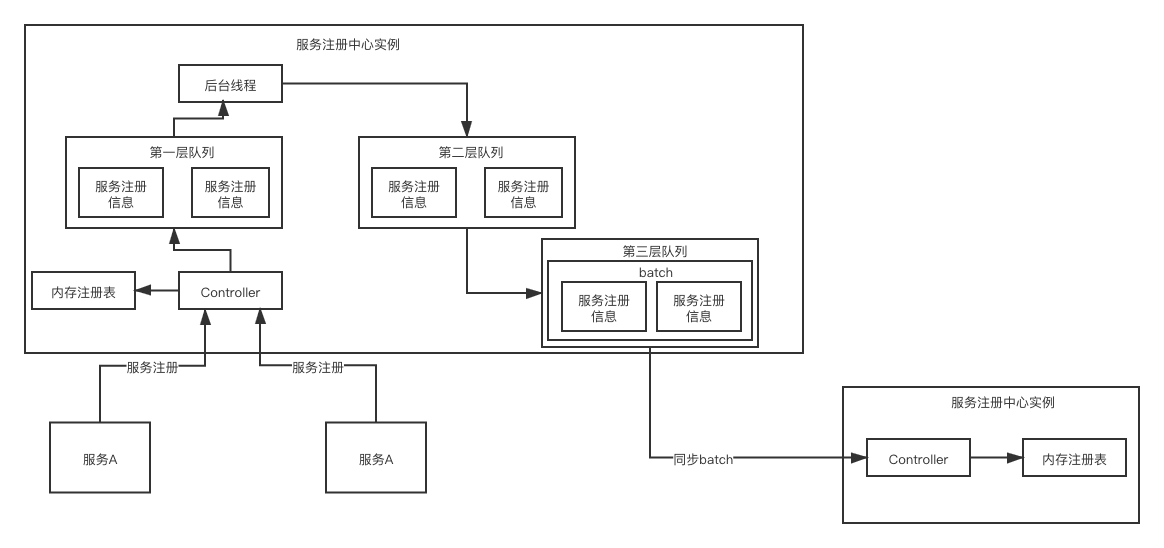 服务注册中心实例
后台线程
第一层队列
服务注册
信息
服务注册
信息
第二层队列
服务注册
信息
服务注册
信息
第三层队列
batch
服务注册
信息
服务注册
信息
内存注册表
Controller
服务注册
服务注册
服务A
服务A
同步batch
服务注册中心实例
Controller
内存注册表